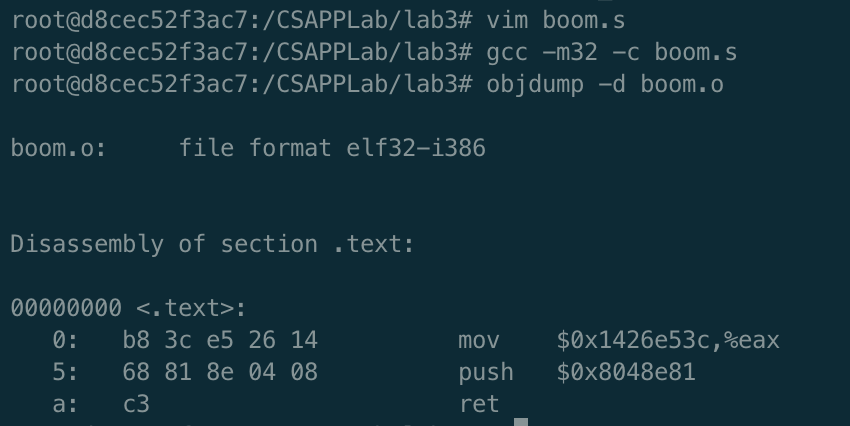 root@d8cec52f3ac7:/CSAPPLab/lab3# vim boom.s
root@d8cec52f3ac7:/CSAPPLab/lab3# gcc -m32 -c boom.s
root@d8cec52f3ac7:/CSAPPLab/lab3# objdump -d boom.o
boom.o:     file format elf32-i386
Disassembly of section .text:
00000000 <.text>:
   0:   b8 3c e5 26 14          mov    $0x1426e53c,%eax
   5:   68 81 8e 04 08          push   $0x8048e81
   a:   c3                      ret